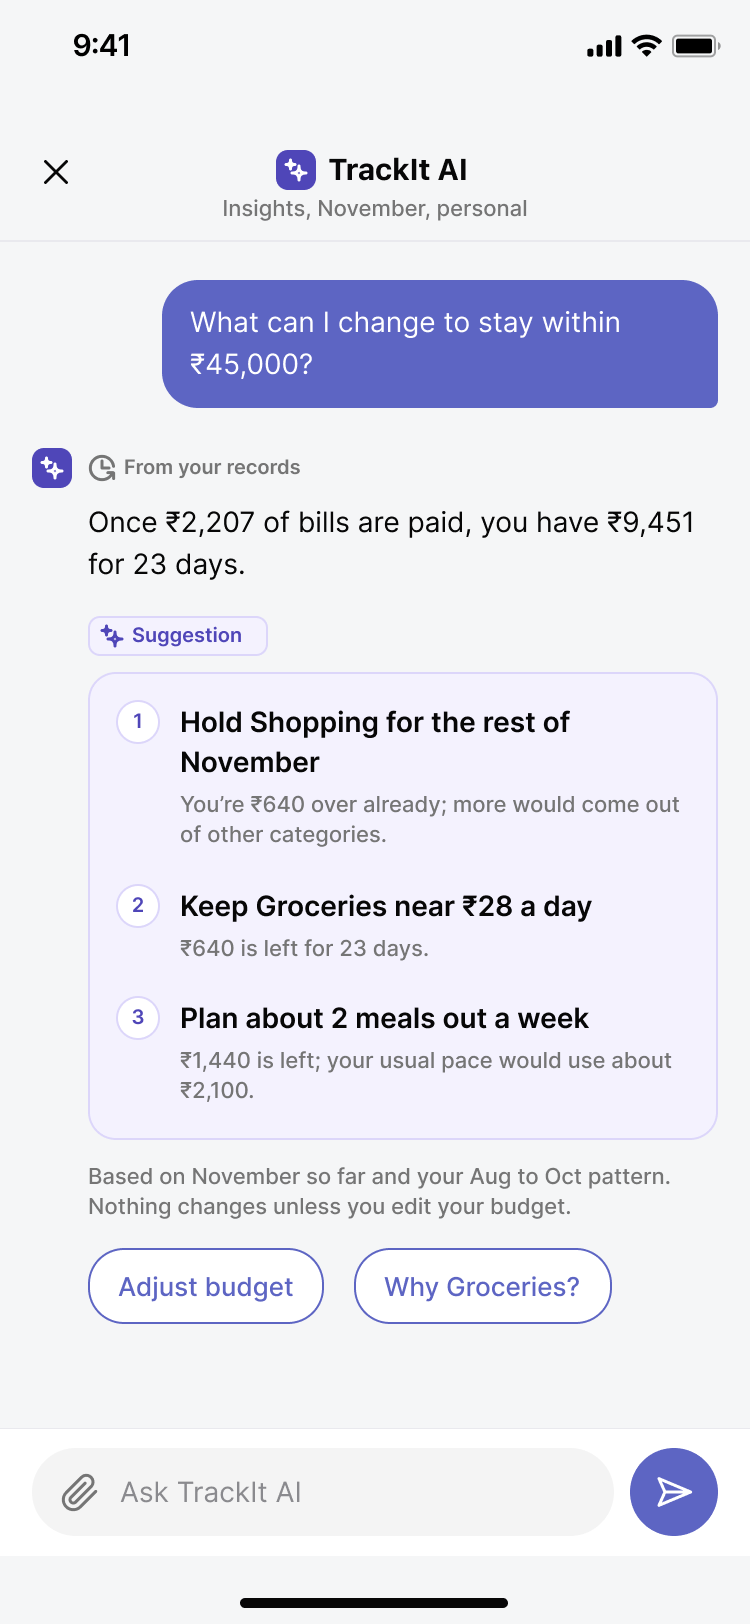 9:41
TrackIt AI
Insights, November, personal
What can I change to stay within
₹45,000?
From your records
Once ₹2,207 of bills are paid, you have ₹9,451
for 23 days.
Suggestion
1
Hold Shopping for the rest of
November
You’re ₹640 over already; more would come out
of other categories.
2
Keep Groceries near ₹28 a day
₹640 is left for 23 days.
3
Plan about 2 meals out a week
₹1,440 is left; your usual pace would use about
₹2,100.
Based on November so far and your Aug to Oct pattern.
Nothing changes unless you edit your budget.
Adjust budget
Why Groceries?
Ask TrackIt AI